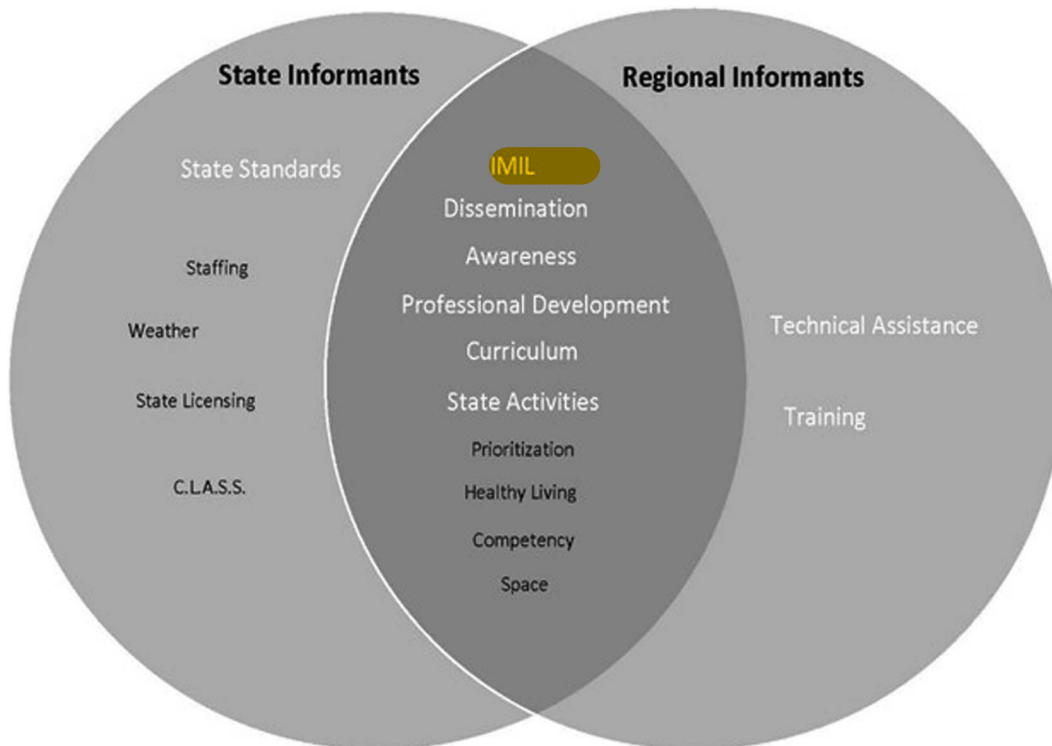 State Informants
Regional Informants
State Standards
Staffing
Weather
State Licensing
C.L.A.S.S.
IMIL
Dissemination
Awareness
Professional Development
Curriculum
State Activities
Prioritization
Healthy Living
Competency
Space
Technical Assistance
Training